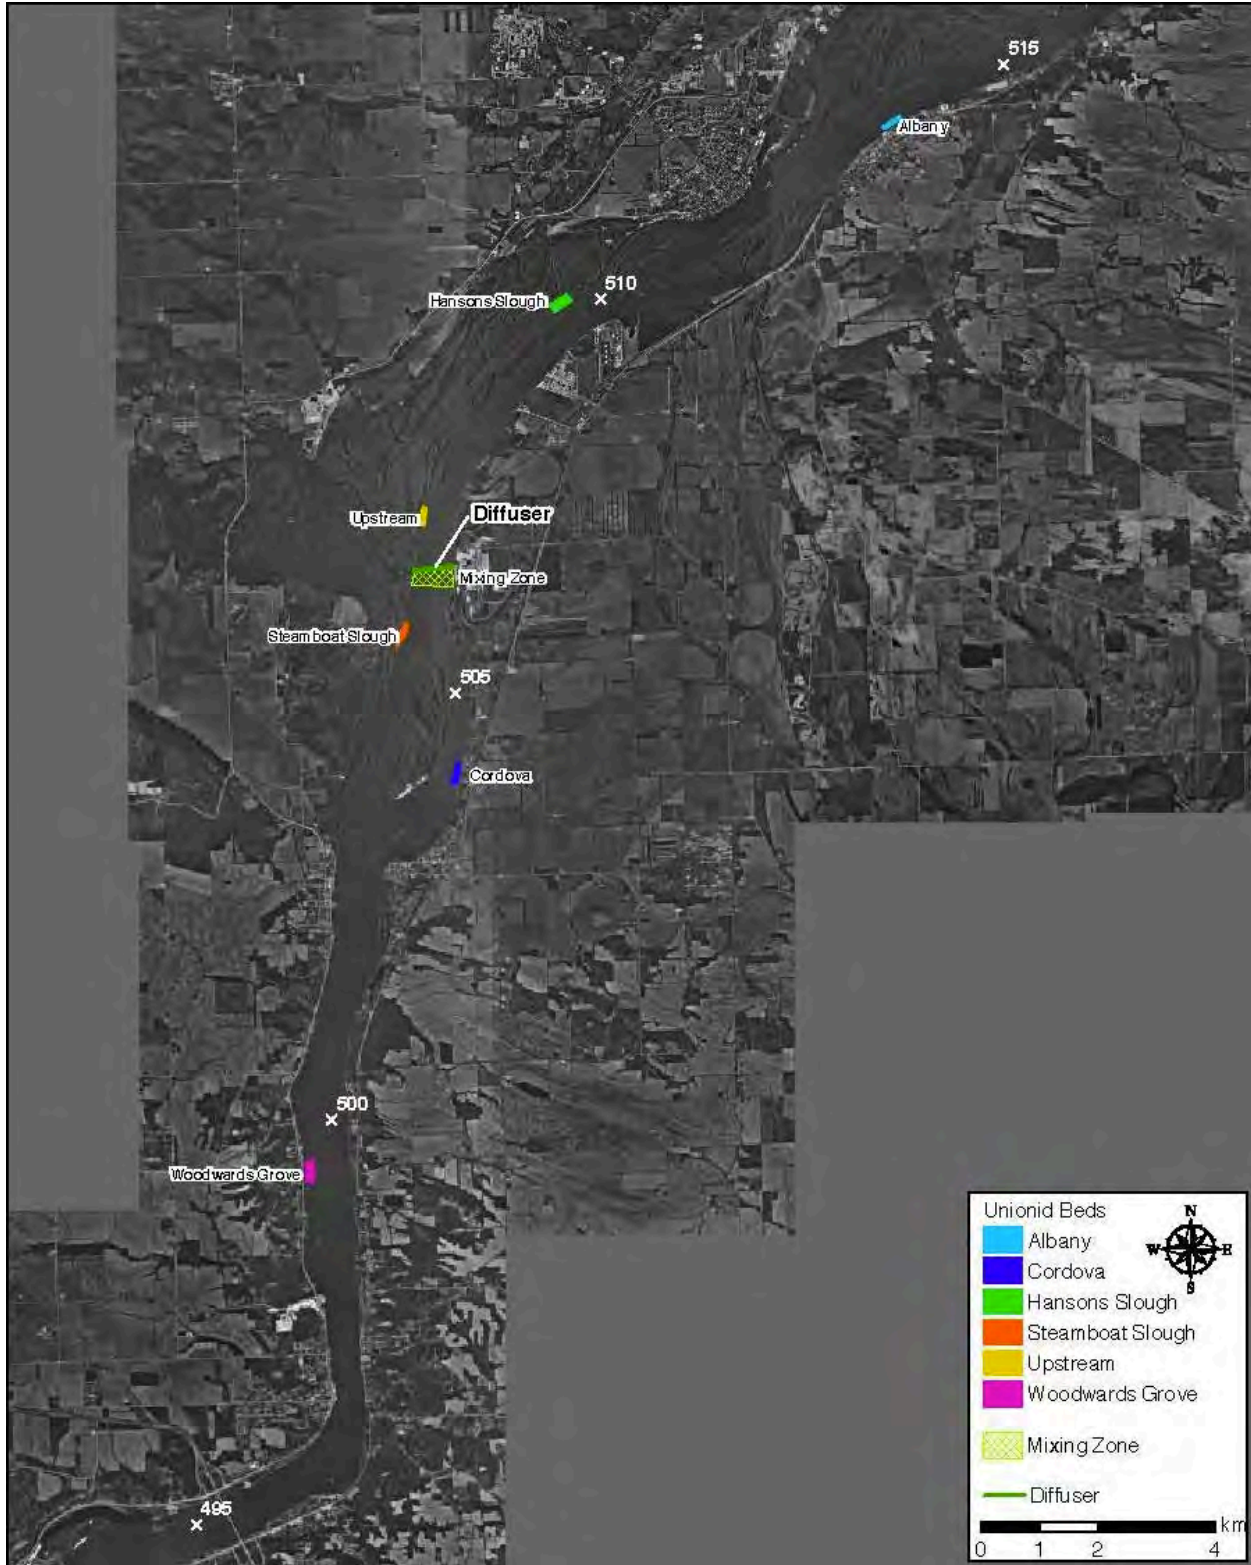 515
Albany
510
Hansons Slough
Upstream
Diffuser
Mixing Zone
Steamboat Slough
505
Cordova
500
Woodwards Grove
495
Unionid Beds
N
W E
S
Albany
Cordova
Hansons Slough
Steamboat Slough
Upstream
Woodwards Grove
Mixing Zone
Diffuser
km
0 1 2 4